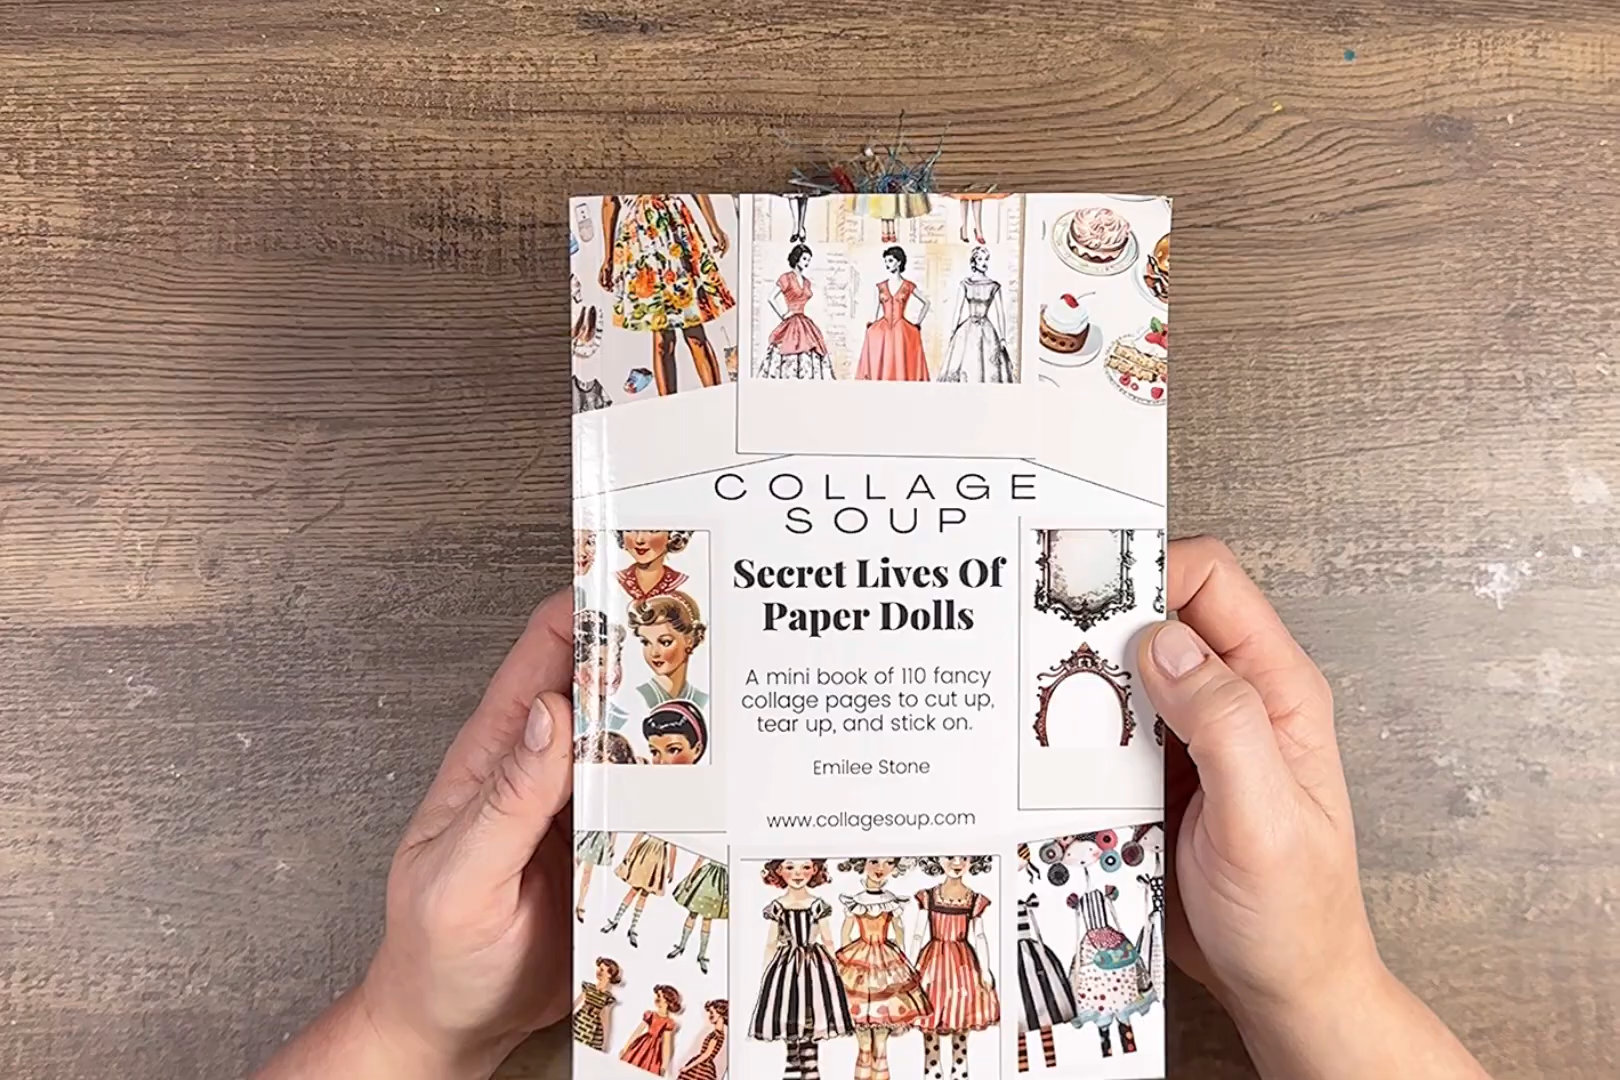 COLLAGE
SOUP
Secret Lives Of
Paper Dolls
A mini book of 110 fancy
collage pages to cut up,
tear up, and stick on.
Emilee Stone
www.collagesoup.com